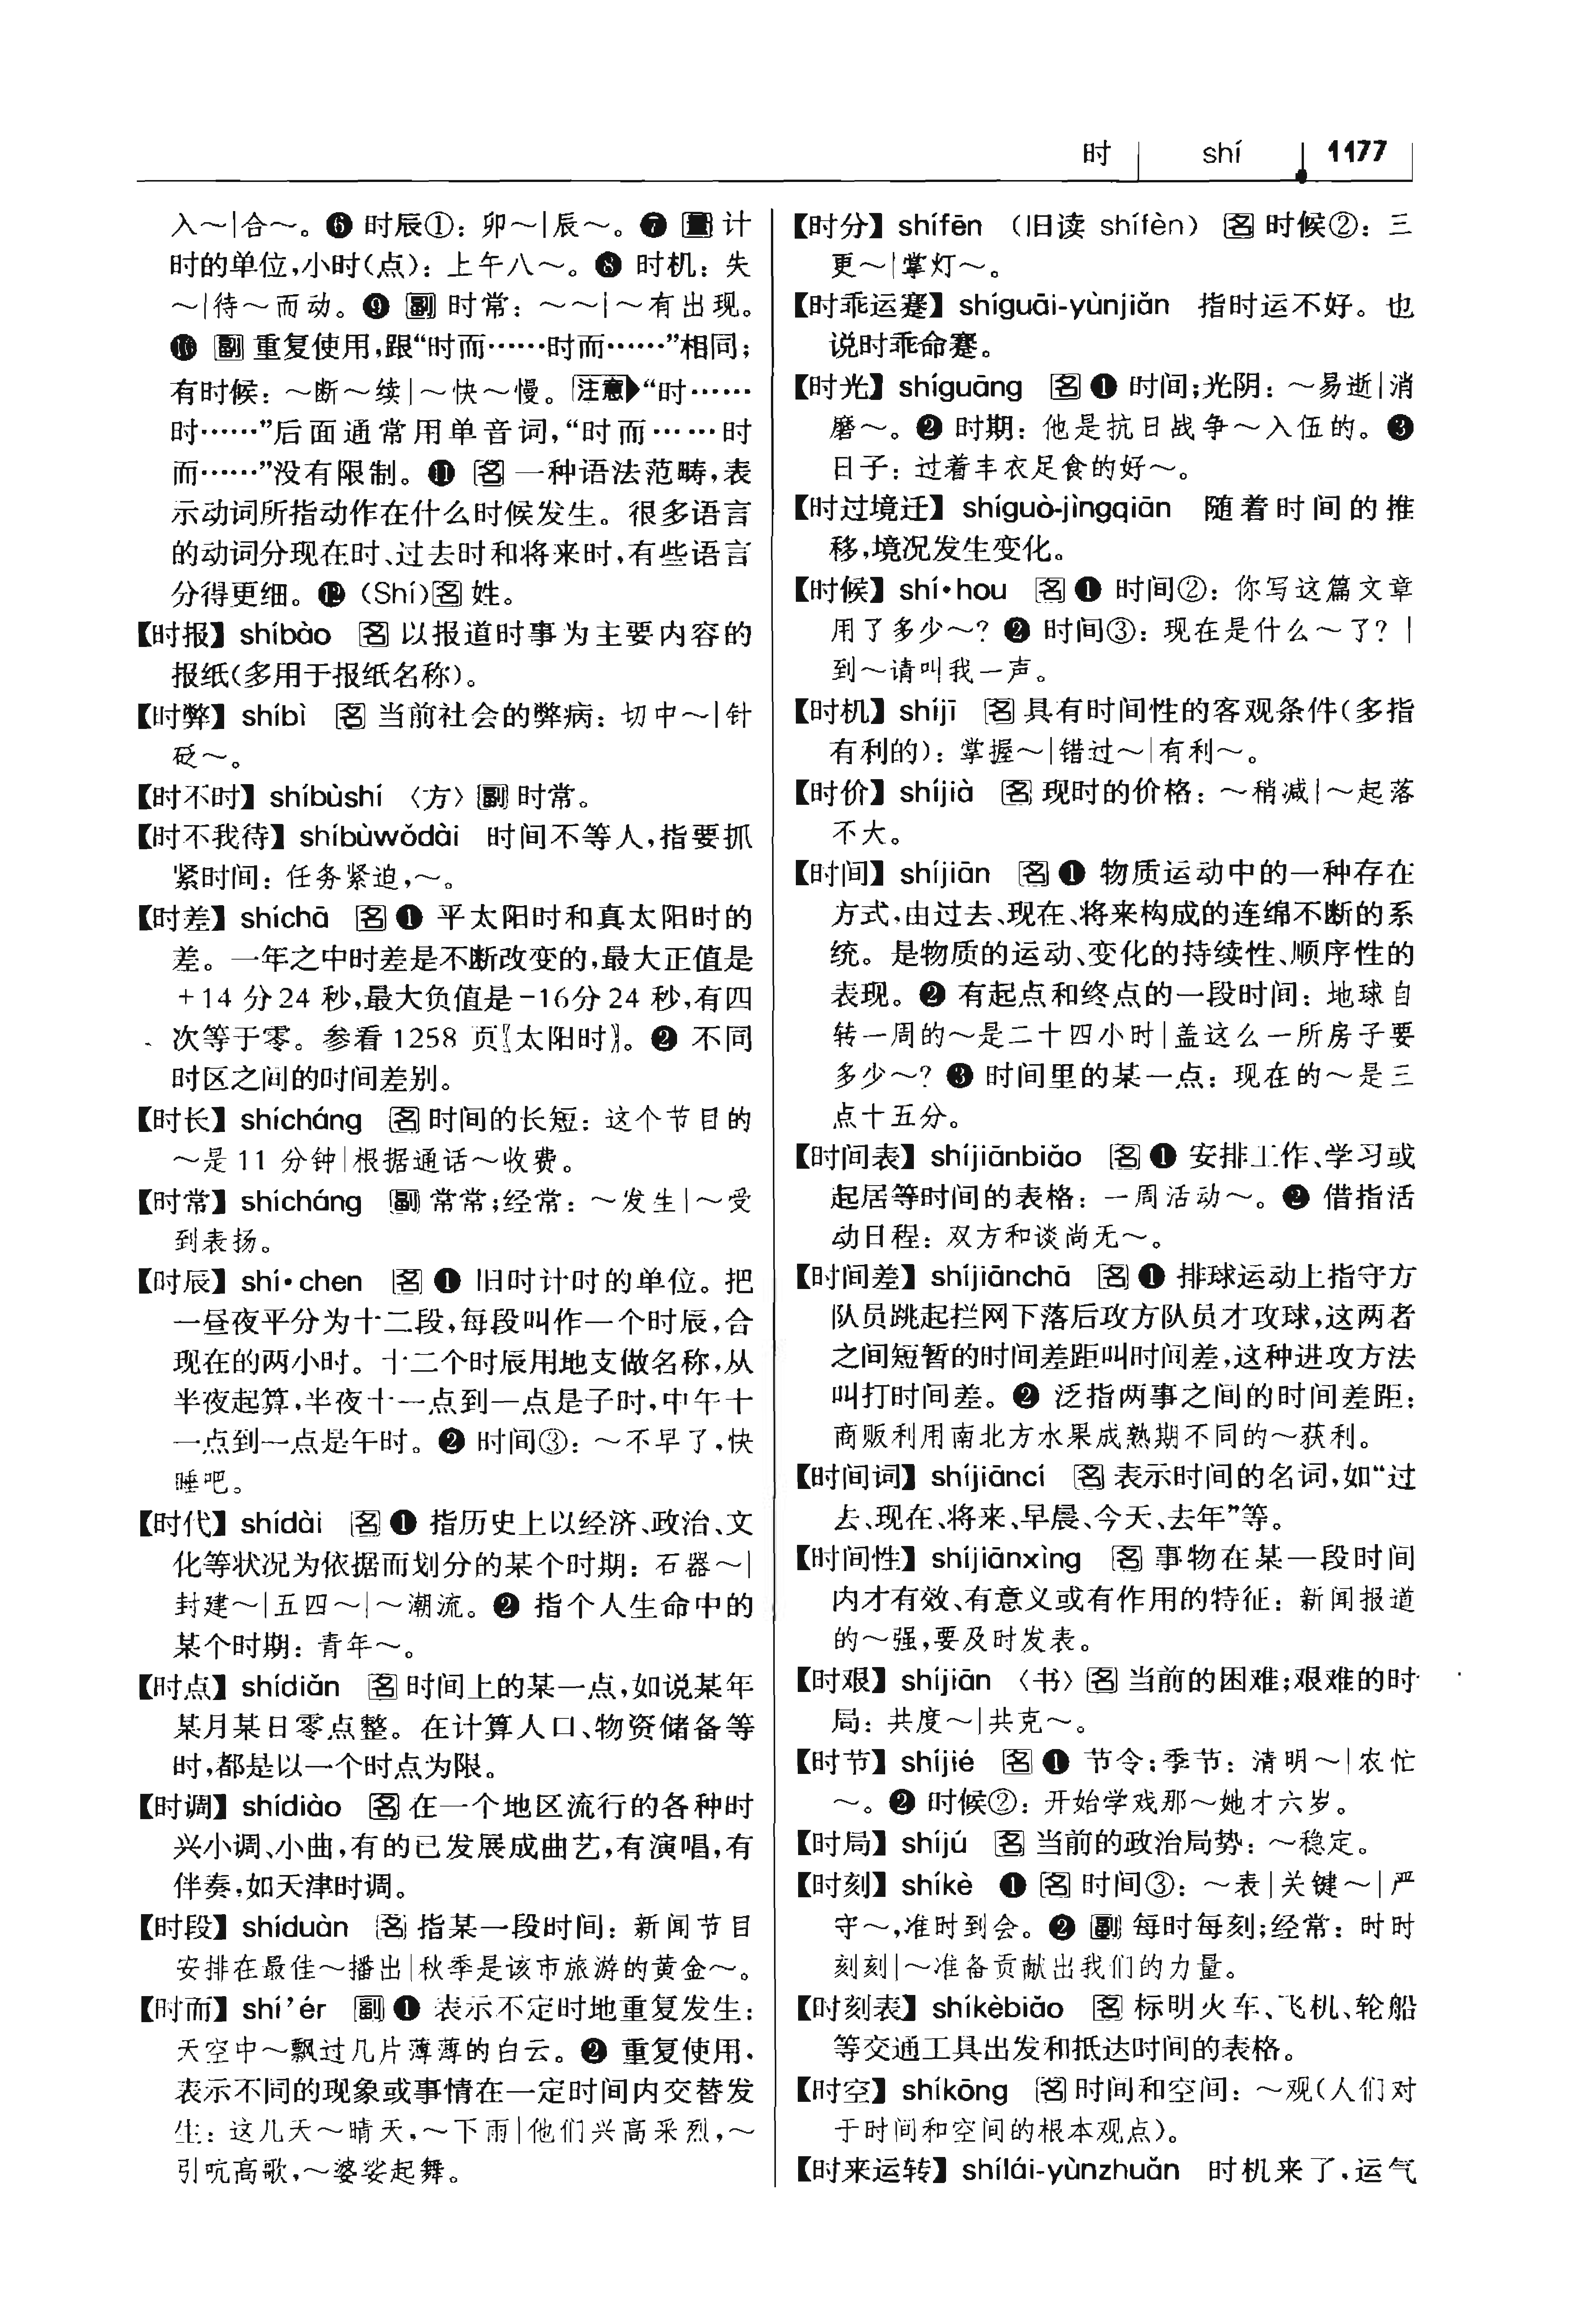 时 shí 1177
入～|合～。❻ 时辰①：卯～|辰～。❼ 量 计
时的单位,小时(点)：上午八～。❽ 时机：失
～|待～而动。❾ 副 时常：～～|～有出现。
❿ 副 重复使用,跟“时而……时而……”相同；
有时候：～断～续|～快～慢。注意▶“时……
时……”后面通常用单音词,“时而……时
而……”没有限制。⓫ 名 一种语法范畴,表
示动词所指动作在什么时候发生。很多语言
的动词分现在时、过去时和将来时,有些语言
分得更细。⓬ (Shí)名 姓。
【时报】shíbào 名 以报道时事为主要内容的
报纸(多用于报纸名称)。
【时弊】shíbì 名 当前社会的弊病：切中～|针
砭～。
【时不时】shíbùshí 〈方〉副 时常。
【时不我待】shíbùwǒdài 时间不等人,指要抓
紧时间：任务紧迫,～。
【时差】shíchā 名 ❶ 平太阳时和真太阳时的
差。一年之中时差是不断改变的,最大正值是
+14 分 24 秒,最大负值是-16分 24 秒,有四
次等于零。参看 1258 页〖太阳时〗。❷ 不同
时区之间的时间差别。
【时长】shícháng 名 时间的长短：这个节目的
～是 11 分钟|根据通话～收费。
【时常】shícháng 副 常常;经常：～发生|～受
到表扬。
【时辰】shí•chen 名 ❶ 旧时计时的单位。把
一昼夜平分为十二段,每段叫作一个时辰,合
现在的两小时。十二个时辰用地支做名称,从
半夜起算,半夜十一点到一点是子时,中午十
一点到一点是午时。❷ 时间③：～不早了,快
睡吧。
【时代】shídài 名 ❶ 指历史上以经济、政治、文
化等状况为依据而划分的某个时期：石器～|
封建～|五四～|～潮流。❷ 指个人生命中的
某个时期：青年～。
【时点】shídiǎn 名 时间上的某一点,如说某年
某月某日零点整。在计算人口、物资储备等
时,都是以一个时点为限。
【时调】shídiào 名 在一个地区流行的各种时
兴小调、小曲,有的已发展成曲艺,有演唱,有
伴奏,如天津时调。
【时段】shíduàn 名 指某一段时间：新闻节目
安排在最佳～播出|秋季是该市旅游的黄金～。
【时而】shí’ér 副 ❶ 表示不定时地重复发生：
天空中～飘过几片薄薄的白云。❷ 重复使用,
表示不同的现象或事情在一定时间内交替发
生：这几天～晴天,～下雨|他们兴高采烈,～
引吭高歌,～婆娑起舞。
【时分】shífēn （旧读 shífèn） 名 时候②：三
更～|掌灯～。
【时乖运蹇】shíguāi-yùnjiǎn 指时运不好。也
说时乖命蹇。
【时光】shíguāng 名 ❶ 时间;光阴：～易逝|消
磨～。❷ 时期：他是抗日战争～入伍的。❸
日子：过着丰衣足食的好～。
【时过境迁】shíguò-jìngqiān 随着时间的推
移,境况发生变化。
【时候】shí•hou 名 ❶ 时间②：你写这篇文章
用了多少～？❷ 时间③：现在是什么～了？|
到～请叫我一声。
【时机】shíjī 名 具有时间性的客观条件(多指
有利的)：掌握～|错过～|有利～。
【时价】shíjià 名 现时的价格：～稍减|～起落
不大。
【时间】shíjiān 名 ❶ 物质运动中的一种存在
方式,由过去、现在、将来构成的连绵不断的系
统。是物质的运动、变化的持续性、顺序性的
表现。❷ 有起点和终点的一段时间：地球自
转一周的～是二十四小时|盖这么一所房子要
多少～？❸ 时间里的某一点：现在的～是三
点十五分。
【时间表】shíjiānbiǎo 名 ❶ 安排工作、学习或
起居等时间的表格：一周活动～。❷ 借指活
动日程：双方和谈尚无～。
【时间差】shíjiānchā 名 ❶ 排球运动上指守方
队员跳起拦网下落后攻方队员才攻球,这两者
之间短暂的时间差距叫时间差,这种进攻方法
叫打时间差。❷ 泛指两事之间的时间差距：
商贩利用南北方水果成熟期不同的～获利。
【时间词】shíjiāncí 名 表示时间的名词,如“过
去、现在、将来、早晨、今天、去年”等。
【时间性】shíjiānxìng 名 事物在某一段时间
内才有效、有意义或有作用的特征：新闻报道
的～强,要及时发表。
【时艰】shíjiān 〈书〉名 当前的困难;艰难的时
局：共度～|共克～。
【时节】shíjié 名 ❶ 节令;季节：清明～|农忙
～。❷ 时候②：开始学戏那～她才六岁。
【时局】shíjú 名 当前的政治局势：～稳定。
【时刻】shíkè ❶ 名 时间③：～表|关键～|严
守～,准时到会。❷ 副 每时每刻;经常：时时
刻刻|～准备贡献出我们的力量。
【时刻表】shíkèbiǎo 名 标明火车、飞机、轮船
等交通工具出发和抵达时间的表格。
【时空】shíkōng 名 时间和空间：～观(人们对
于时间和空间的根本观点)。
【时来运转】shílái-yùnzhuǎn 时机来了,运气